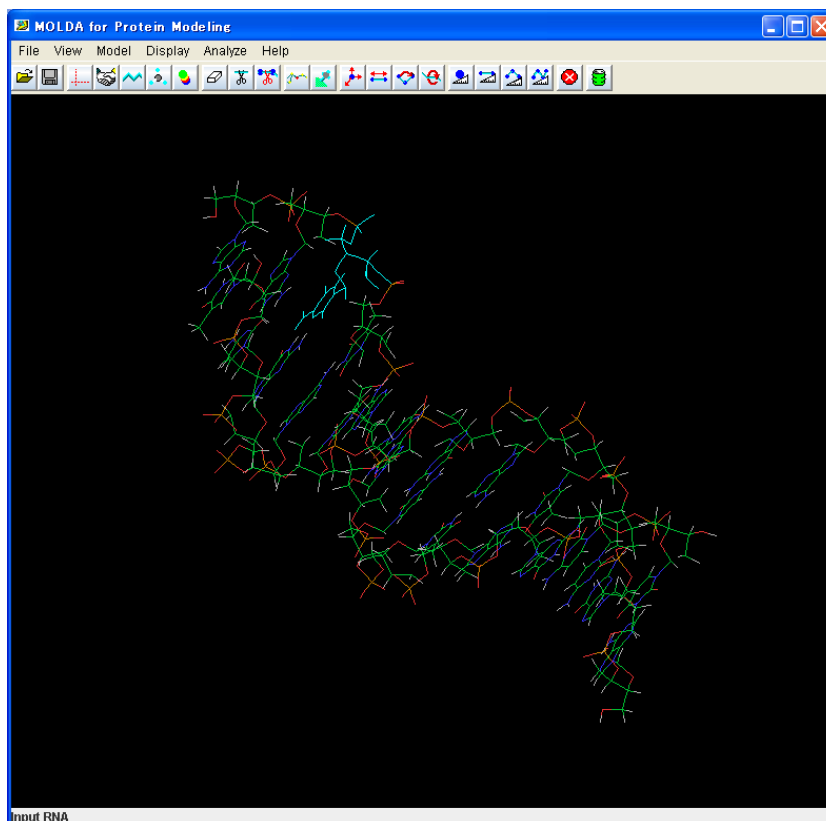 MOLDA for Protein Modeling
File View Model Display Analyze Help
Input RNA